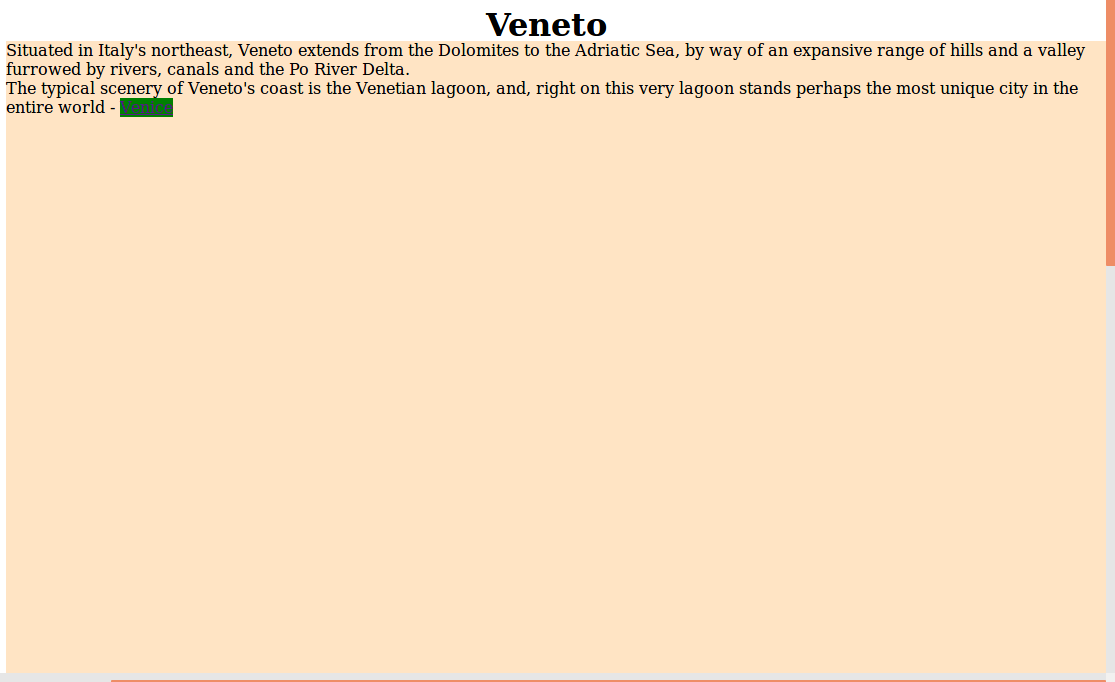 Veneto
Situated in Italy's northeast, Veneto extends from the Dolomites to the Adriatic Sea, by way of an expansive range of hills and a valley
furrowed by rivers, canals and the Po River Delta.
The typical scenery of Veneto's coast is the Venetian lagoon, and, right on this very lagoon stands perhaps the most unique city in the
entire world - Venice